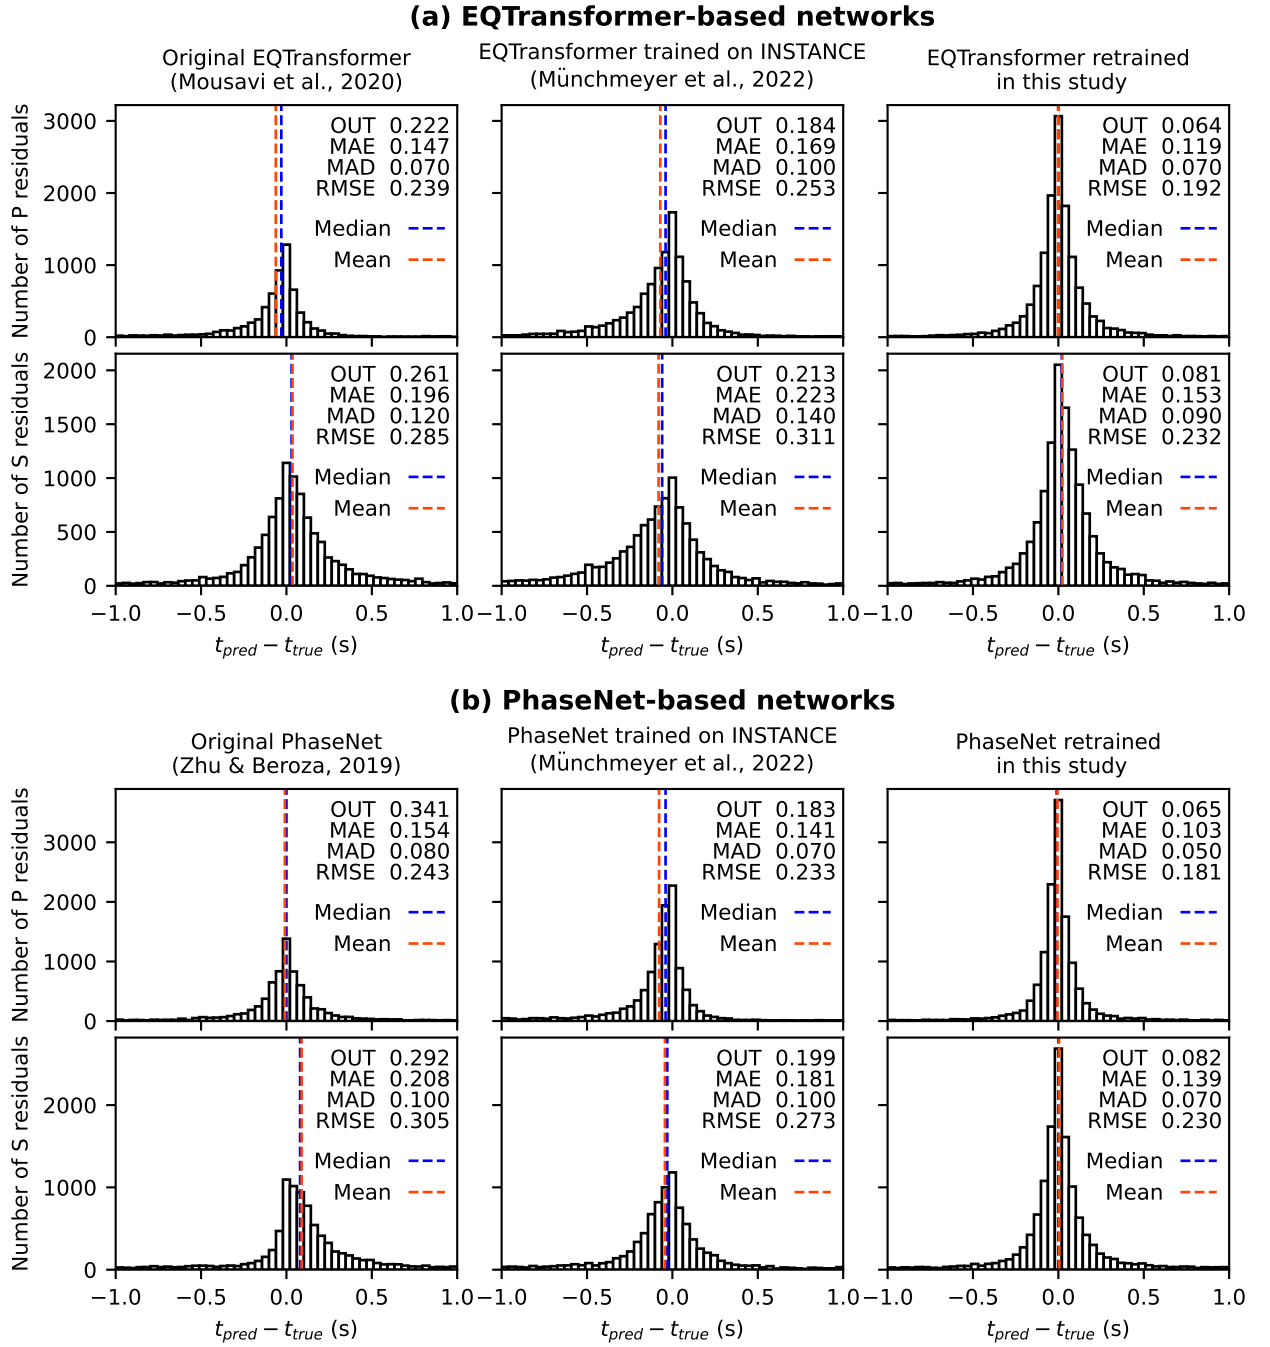 (a) EQTransformer-based networks
Original EQTransformer
(Mousavi et al., 2020)
EQTransformer trained on INSTANCE
(Münchmeyer et al., 2022)
EQTransformer retrained
in this study
Number of P residuals
3000
2000
1000
0
OUT 0.222
MAE 0.147
MAD 0.070
RMSE 0.239
Median
Mean
OUT 0.184
MAE 0.169
MAD 0.100
RMSE 0.253
Median
Mean
OUT 0.064
MAE 0.119
MAD 0.070
RMSE 0.192
Median
Mean
Number of S residuals
2000
1500
1000
500
0
OUT 0.261
MAE 0.196
MAD 0.120
RMSE 0.285
Median
Mean
OUT 0.213
MAE 0.223
MAD 0.140
RMSE 0.311
Median
Mean
OUT 0.081
MAE 0.153
MAD 0.090
RMSE 0.232
Median
Mean
−1.0 −0.5 0.0 0.5 1.0
−1.0 −0.5 0.0 0.5 1.0
−1.0 −0.5 0.0 0.5 1.0
t_pred − t_true (s)
t_pred − t_true (s)
t_pred − t_true (s)
(b) PhaseNet-based networks
Original PhaseNet
(Zhu & Beroza, 2019)
PhaseNet trained on INSTANCE
(Münchmeyer et al., 2022)
PhaseNet retrained
in this study
Number of P residuals
3000
2000
1000
0
OUT 0.341
MAE 0.154
MAD 0.080
RMSE 0.243
Median
Mean
OUT 0.183
MAE 0.141
MAD 0.070
RMSE 0.233
Median
Mean
OUT 0.065
MAE 0.103
MAD 0.050
RMSE 0.181
Median
Mean
Number of S residuals
2000
1000
0
OUT 0.292
MAE 0.208
MAD 0.100
RMSE 0.305
Median
Mean
OUT 0.199
MAE 0.181
MAD 0.100
RMSE 0.273
Median
Mean
OUT 0.082
MAE 0.139
MAD 0.070
RMSE 0.230
Median
Mean
−1.0 −0.5 0.0 0.5 1.0
−1.0 −0.5 0.0 0.5 1.0
−1.0 −0.5 0.0 0.5 1.0
t_pred − t_true (s)
t_pred − t_true (s)
t_pred − t_true (s)